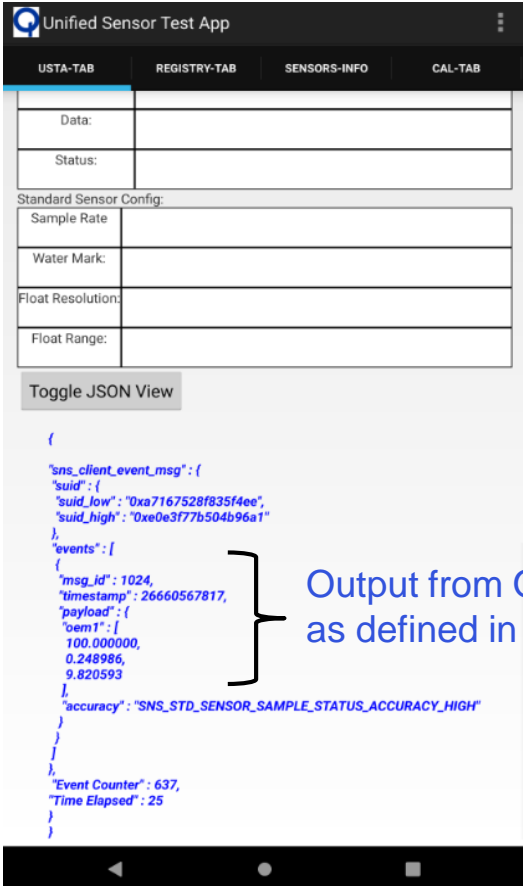 Unified Sensor Test App
USTA-TAB REGISTRY-TAB SENSORS-INFO CAL-TAB
Data:
Status:
Standard Sensor Config:
Sample Rate
Water Mark:
Float Resolution:
Float Range:
Toggle JSON View
{
"sns_client_event_msg" : {
"suid" : {
"suid_low" : "0xa7167528f835f4ee",
"suid_high" : "0xe0e3f77b504b96a1"
},
"events" : [
{
"msg_id" : 1024,
"timestamp" : 26660567817,
"payload" : {
"oem1" : [
100.000000,
0.248986,
9.820593
],
"accuracy" : "SNS_STD_SENSOR_SAMPLE_STATUS_ACCURACY_HIGH"
}
}
]
},
"Event Counter" : 637,
"Time Elapsed" : 25
}
}
Output from
as defined in